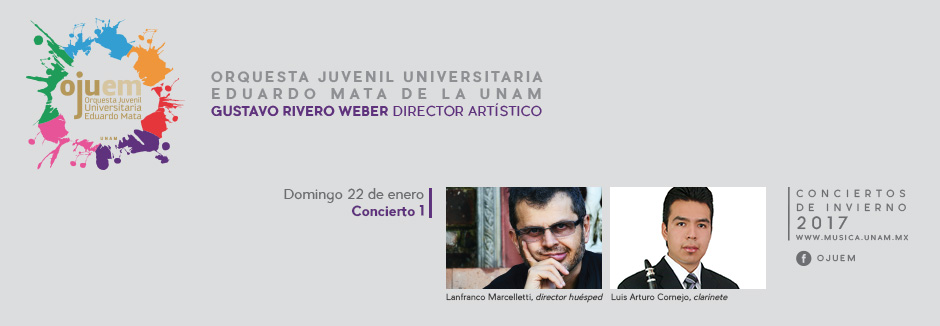 ojuem
Orquesta Juvenil
Universitaria
Eduardo Mata
UNAM
ORQUESTA JUVENIL UNIVERSITARIA
EDUARDO MATA DE LA UNAM
GUSTAVO RIVERO WEBER DIRECTOR ARTÍSTICO
Domingo 22 de enero
Concierto 1
Lanfranco Marcelletti, director huésped
Luis Arturo Cornejo, clarinete
CONCIERTOS
DE INVIERNO
2017
WWW.MUSICA.UNAM.MX
f OJUEM